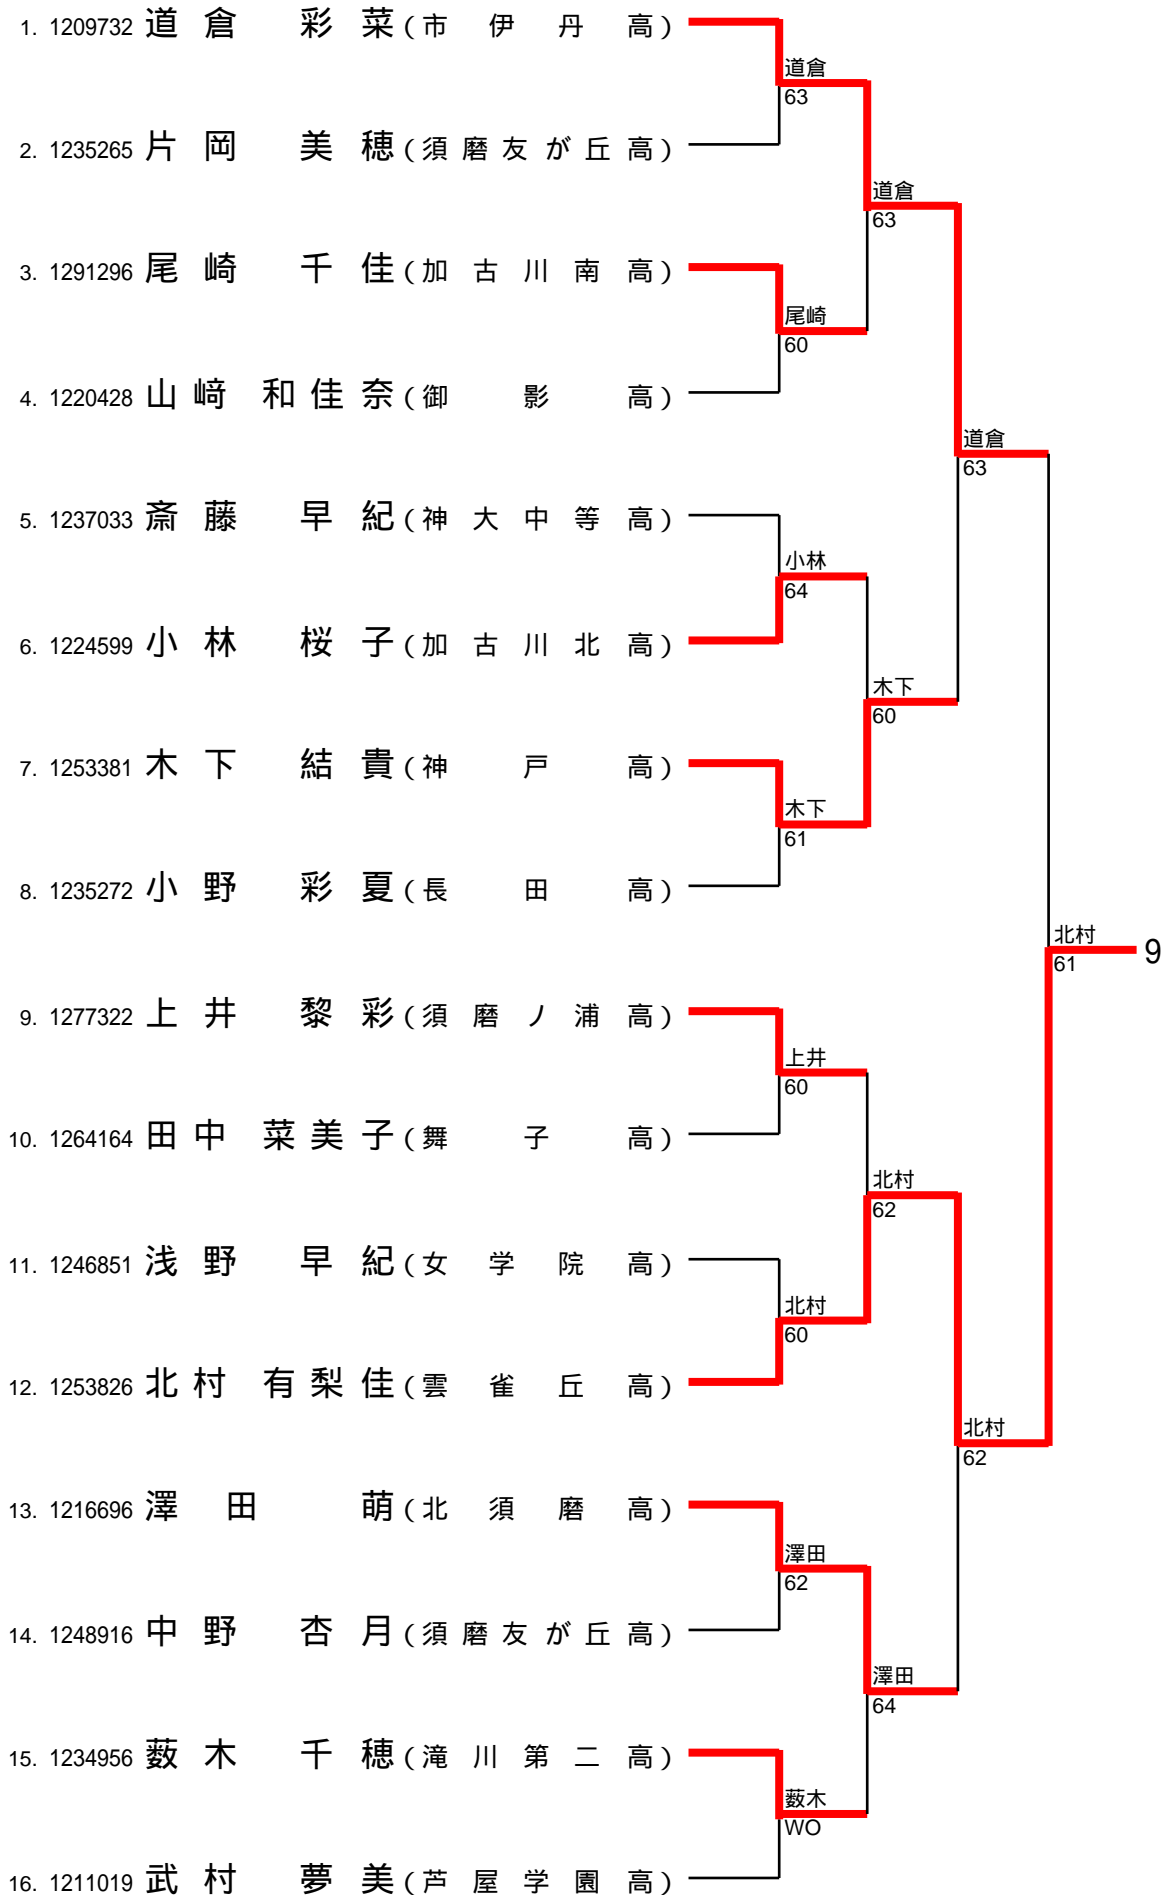 1. 1209732 道倉 彩菜(市伊丹高)
道倉
63
2. 1235265 片岡 美穂(須磨友が丘高)
道倉
63
3. 1291296 尾崎 千佳(加古川南高)
尾崎
60
4. 1220428 山﨑 和佳奈(御影高)
道倉
63
5. 1237033 斎藤 早紀(神大中等高)
小林
64
6. 1224599 小林 桜子(加古川北高)
木下
60
7. 1253381 木下 結貴(神戸高)
木下
61
8. 1235272 小野 彩夏(長田高)
北村
61
9
9. 1277322 上井 黎彩(須磨ノ浦高)
上井
60
10. 1264164 田中 菜美子(舞子高)
北村
62
11. 1246851 浅野 早紀(女学院高)
北村
60
12. 1253826 北村 有梨佳(雲雀丘高)
北村
62
13. 1216696 澤田 萌(北須磨高)
澤田
62
14. 1248916 中野 杏月(須磨友が丘高)
澤田
64
15. 1234956 薮木 千穂(滝川第二高)
薮木
WO
16. 1211019 武村 夢美(芦屋学園高)